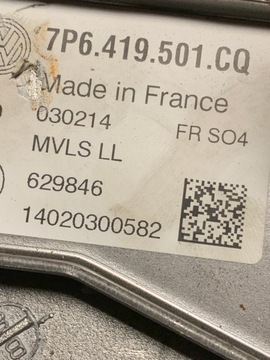 7P6.419.501.CQ
Made in France
030214 FR SO4
MVLS LL
629846
14020300582